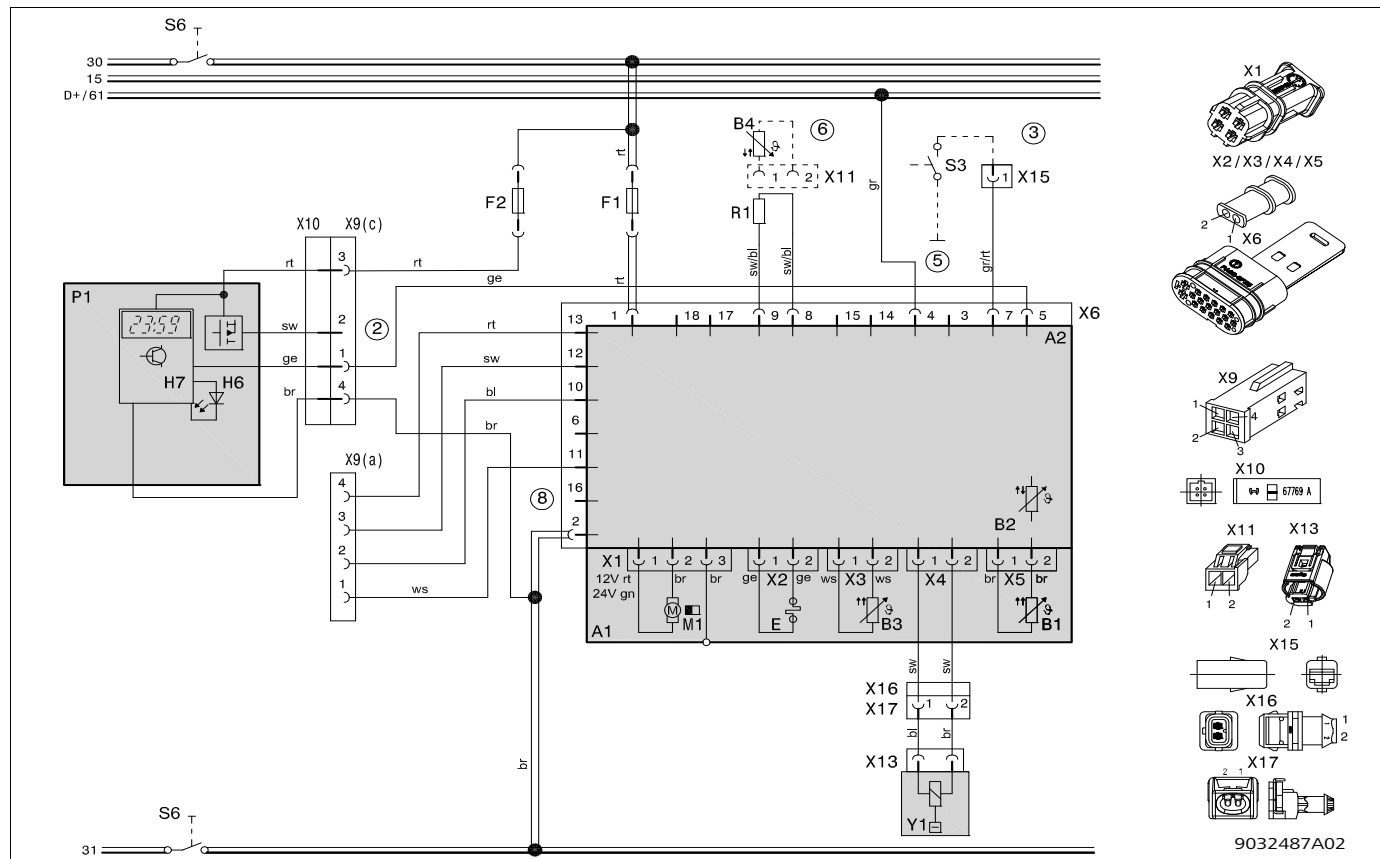 S6
30
15
D+/61
B4
6
3
rt
1 2 X11
S3
1 X15
gr
F2
F1
R1
X10 X9(c)
sw/bl
sw/bl
5
gr/rt
rt
3
rt
rt
ge
P1
23:59
2
sw
2
rt
1
ge
H7
H6
4
br
13
1 18 17 9 8 15 14 4 3 7 5
X6
A2
12
sw
10
bl
6
br
11
16
2
X9(a)
4
3
2
1
ws
8
B2
X1 1 2 3
1 X2 2
1 X3 2
1 X4 2
1 X5 2
12V rt
24V gn
br
br
ge
ge
ws
ws
br
br
M
M1
E
B3
B1
A1
sw
sw
X16
X17 1 2
bl
br
X13
Y1
br
S6
31
X1
X2/X3/X4/X5
2
1
X6
X9
1
4
2
3
X10
67769 A
X11
X13
1 2
2 1
X15
X16
1
2
1
2
X17
2 1
9032487A02